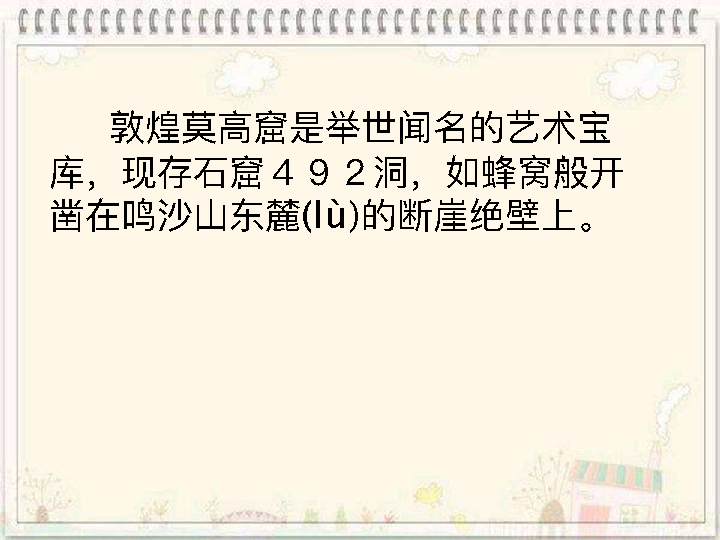 敦煌莫高窟是举世闻名的艺术宝
库，现存石窟４９２洞，如蜂窝般开
凿在鸣沙山东麓(lù)的断崖绝壁上。